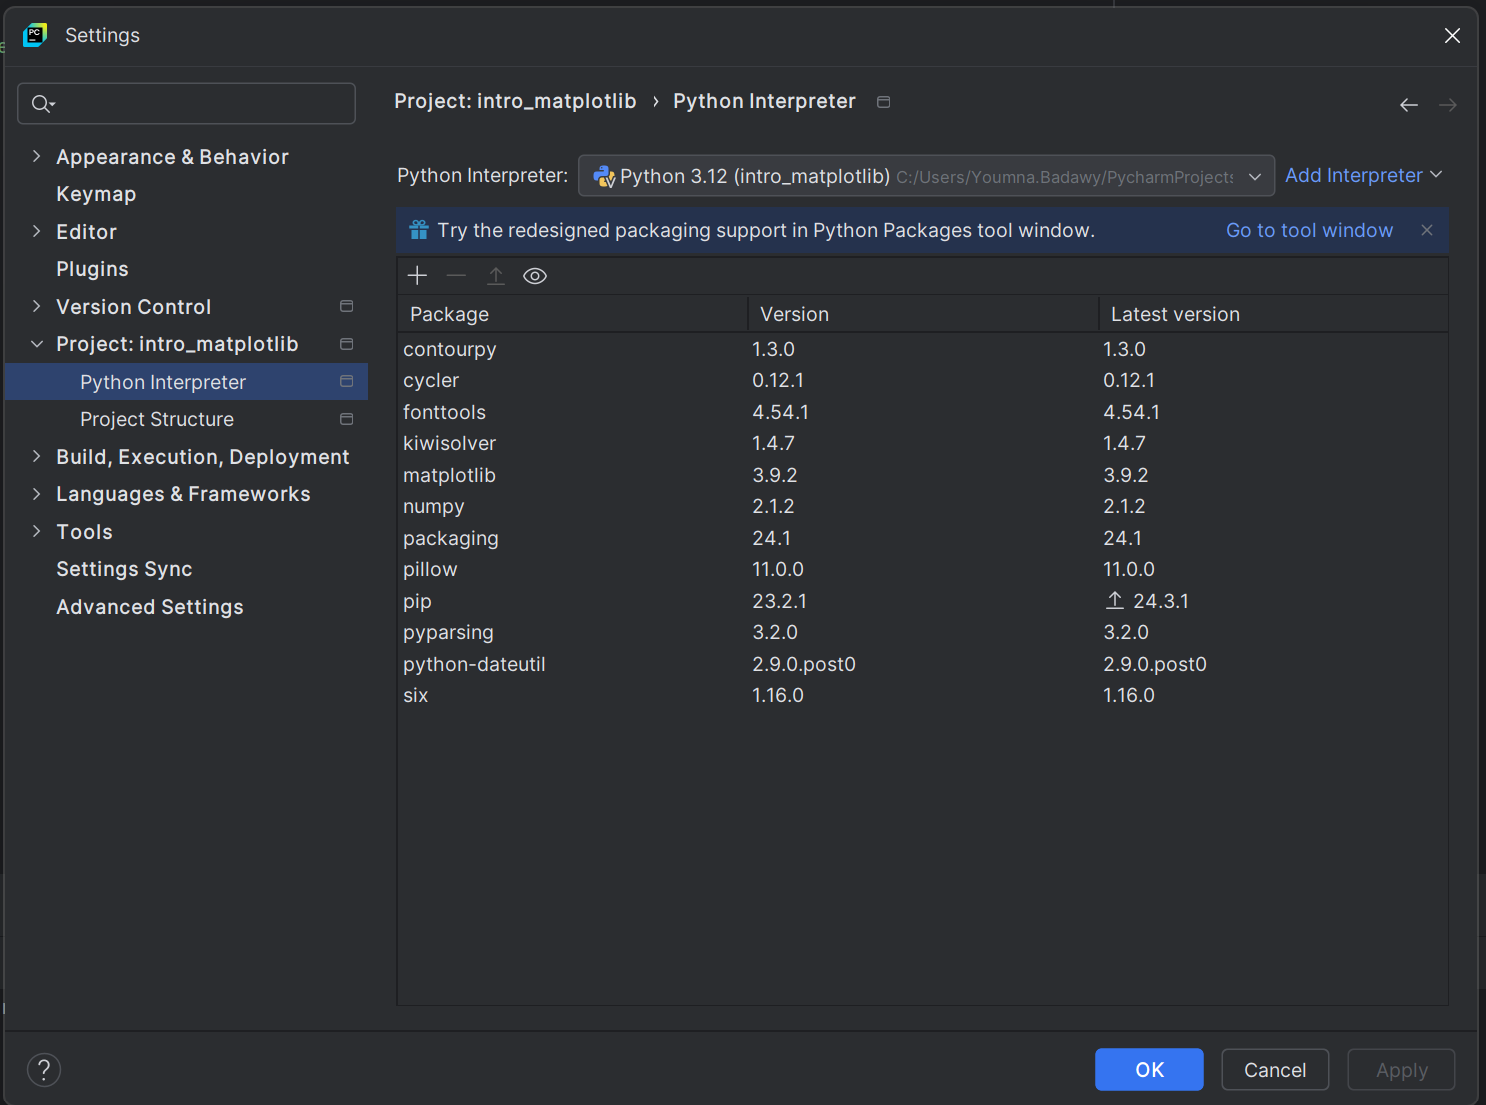 PC Settings
Project: intro_matplotlib › Python Interpreter
Appearance & Behavior
Keymap
Editor
Plugins
Version Control
Project: intro_matplotlib
Python Interpreter
Project Structure
Build, Execution, Deployment
Languages & Frameworks
Tools
Settings Sync
Advanced Settings
Python Interpreter: Python 3.12 (intro_matplotlib) C:/Users/Youmna.Badawy/PycharmProjects Add Interpreter
Try the redesigned packaging support in Python Packages tool window. Go to tool window
Package Version Latest version
contourpy 1.3.0 1.3.0
cycler 0.12.1 0.12.1
fonttools 4.54.1 4.54.1
kiwisolver 1.4.7 1.4.7
matplotlib 3.9.2 3.9.2
numpy 2.1.2 2.1.2
packaging 24.1 24.1
pillow 11.0.0 11.0.0
pip 23.2.1 24.3.1
pyparsing 3.2.0 3.2.0
python-dateutil 2.9.0.post0 2.9.0.post0
six 1.16.0 1.16.0
? OK Cancel Apply